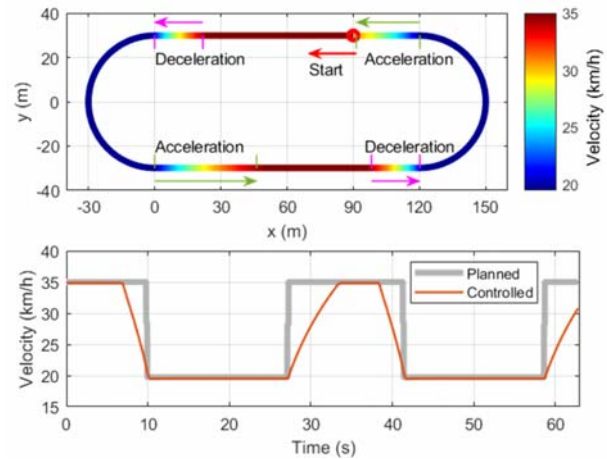 40
20
0
-20
-40
y (m)
Deceleration
Start
Acceleration
Acceleration
Deceleration
-30 0 30 60 90 120 150
x (m)
35
30
25
20
Velocity (km/h)
40
35
30
25
20
15
Velocity (km/h)
Planned
Controlled
0 10 20 30 40 50 60
Time (s)